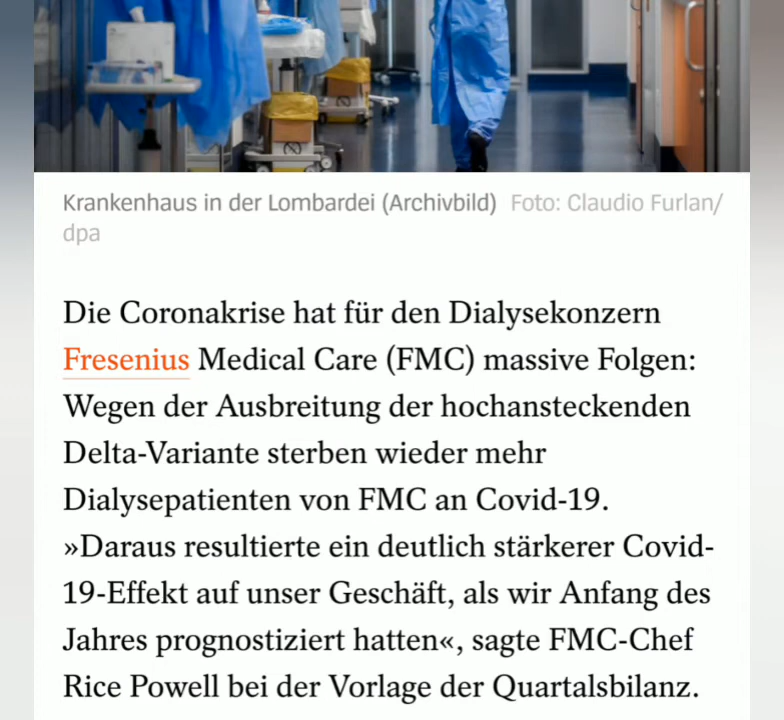 Krankenhaus in der Lombardei (Archivbild) Foto: Claudio Furlan/
dpa
Die Coronakrise hat für den Dialysekonzern
Fresenius Medical Care (FMC) massive Folgen:
Wegen der Ausbreitung der hochansteckenden
Delta-Variante sterben wieder mehr
Dialysepatienten von FMC an Covid-19.
»Daraus resultierte ein deutlich stärkerer Covid-
19-Effekt auf unser Geschäft, als wir Anfang des
Jahres prognostiziert hatten«, sagte FMC-Chef
Rice Powell bei der Vorlage der Quartalsbilanz.